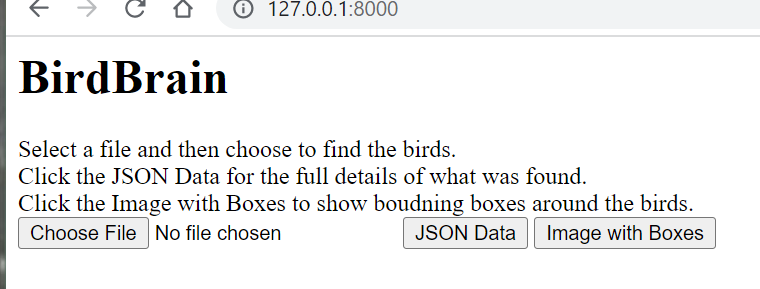 127.0.0.1:8000
BirdBrain
Select a file and then choose to find the birds.
Click the JSON Data for the full details of what was found.
Click the Image with Boxes to show boudning boxes around the birds.
Choose File No file chosen JSON Data Image with Boxes